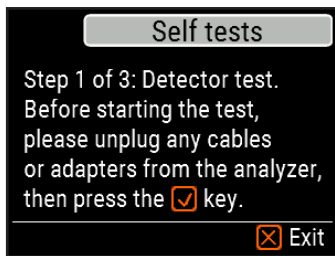 Self tests
Step 1 of 3: Detector test.
Before starting the test,
please unplug any cables
or adapters from the analyzer,
then press the ☑ key.
☒ Exit